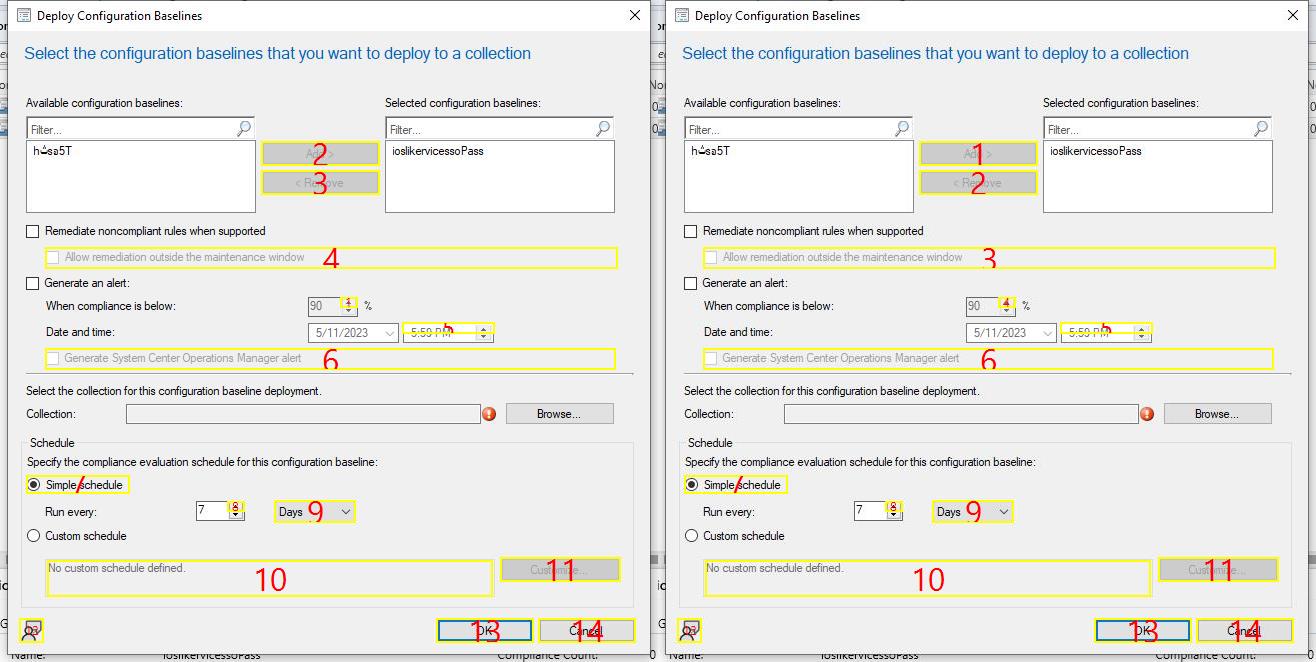 Deploy Configuration Baselines
Select the configuration baselines that you want to deploy to a collection
Available configuration baselines:
Selected configuration baselines:
Filter...
Filter...
ioslikervicessoPass
2
Add >
3
< Remove
Remediate noncompliant rules when supported
Allow remediation outside the maintenance window
4
Generate an alert:
When compliance is below:
90
1
%
Date and time:
5/11/2023
5:59 PM
5
Generate System Center Operations Manager alert
6
Select the collection for this configuration baseline deployment.
Collection:
Browse...
Schedule
Specify the compliance evaluation schedule for this configuration baseline:
Simple schedule
7
Run every:
7
8
Days
9
Custom schedule
No custom schedule defined.
10
Customize...
11
OK
13
Cancel
14
Name:
ioslikervicessoPass
Compliance Count:
0
Deploy Configuration Baselines
Select the configuration baselines that you want to deploy to a collection
Available configuration baselines:
Selected configuration baselines:
Filter...
Filter...
ioslikervicessoPass
1
Add >
2
< Remove
Remediate noncompliant rules when supported
Allow remediation outside the maintenance window
3
Generate an alert:
When compliance is below:
90
4
%
Date and time:
5/11/2023
5:59 PM
5
Generate System Center Operations Manager alert
6
Select the collection for this configuration baseline deployment.
Collection:
Browse...
Schedule
Specify the compliance evaluation schedule for this configuration baseline:
Simple schedule
7
Run every:
7
8
Days
9
Custom schedule
No custom schedule defined.
10
Customize...
11
OK
13
Cancel
14
Name:
ioslikervicessoPass
Compliance Count:
0